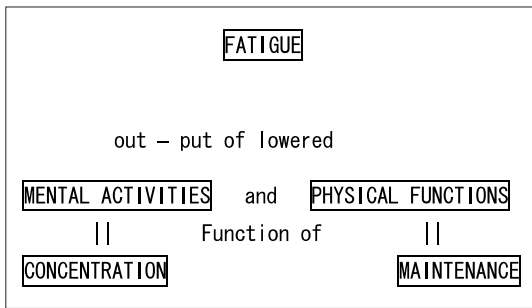 FATIGUE
out – put of lowered
MENTAL ACTIVITIES and PHYSICAL FUNCTIONS
|| Function of ||
CONCENTRATION MAINTENANCE